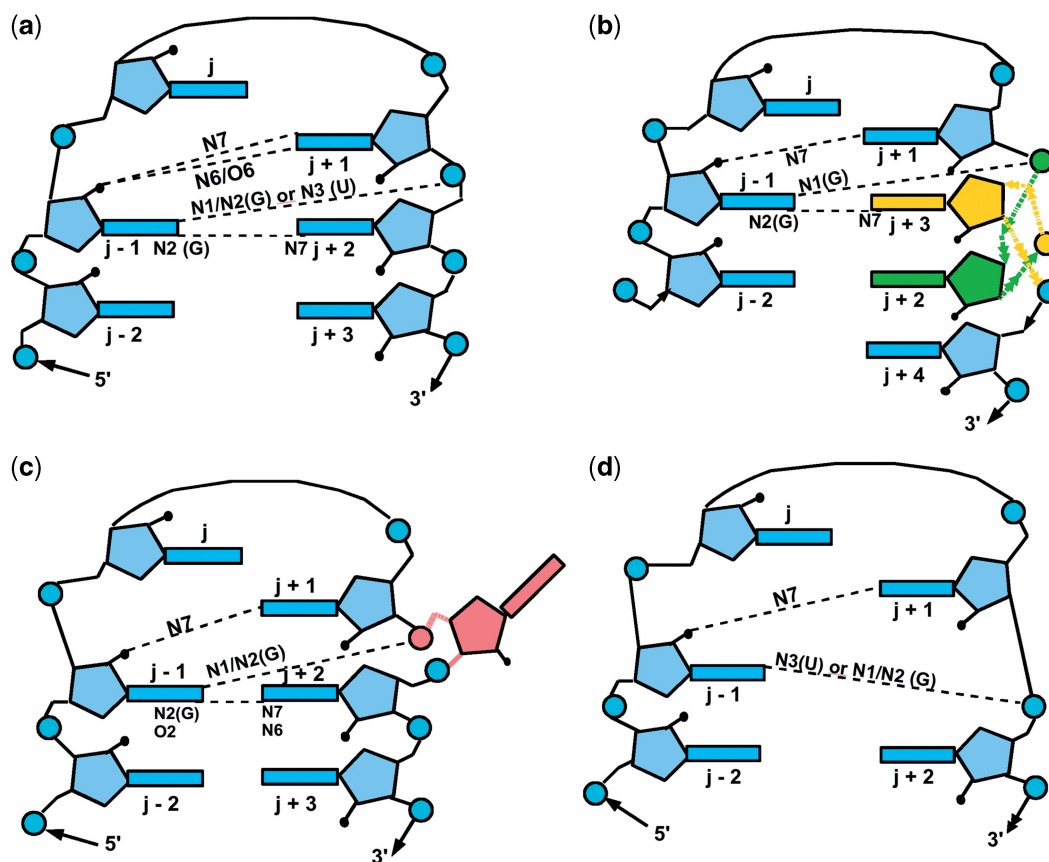 (a)
j
N7
j + 1
N6/O6
N1/N2(G) or N3 (U)
j - 1
N2 (G)
N7
j + 2
j - 2
j + 3
5'
3'
(b)
j
N7
j + 1
j - 1
N1(G)
N2(G)
N7
j + 3
j - 2
j + 2
j + 4
3'
(c)
j
j + 1
N7
N1/N2(G)
j - 1
j + 2
N2(G)
O2
N7
N6
j - 2
j + 3
5'
3'
(d)
j
N7
j + 1
N3(U) or N1/N2 (G)
j - 1
j - 2
j + 2
5'
3'